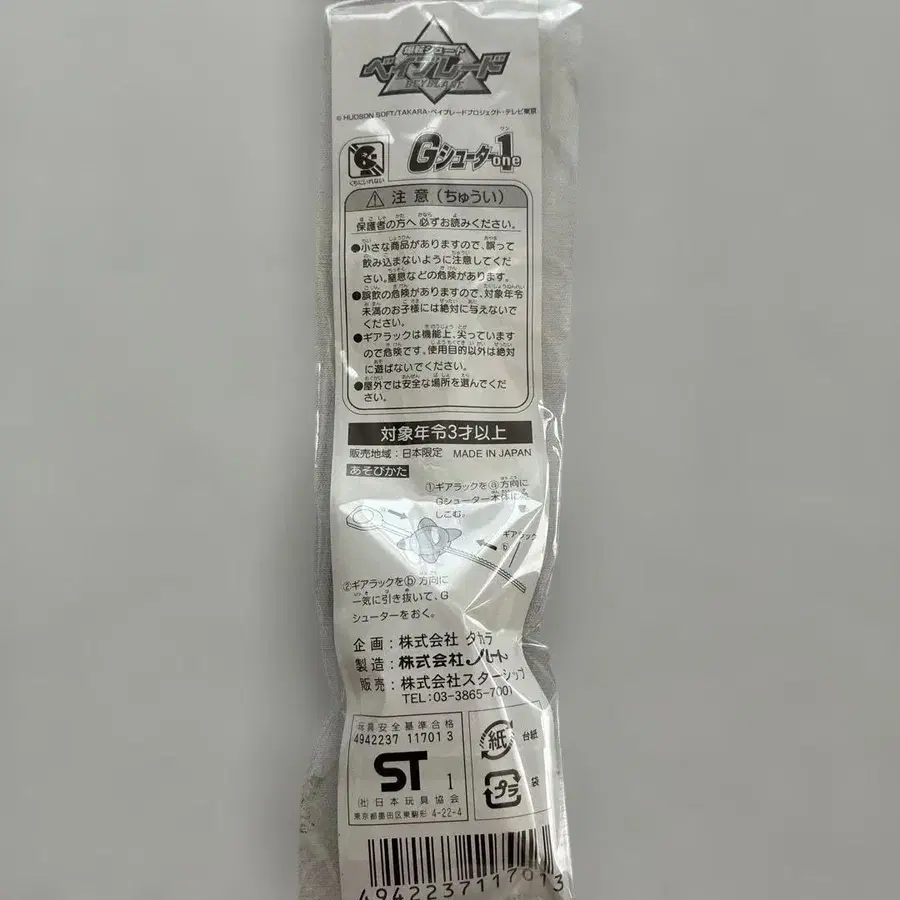 爆転シュート
ベイブレード
BEYBLADE
© HUDSON SOFT/TAKARA・ベイブレードプロジェクト・テレビ東京
くちにいれない
Gシューター1
ワン
one
⚠ 注意(ちゅうい)
保護者の方へ 必ずお読みください。
●小さな商品がありますので、誤って
飲み込まないように注意してくだ
さい。窒息などの危険があります。
●誤飲の危険がありますので、対象年令
未満のお子様には絶対に与えないで
ください。
●ギアラックは機能上、尖っています
ので危険です。使用目的以外は絶対
に遊ばないでください。
●屋外では安全な場所を選んでくだ
さい。
対象年令3才以上
販売地域:日本限定 MADE IN JAPAN
あそびかた
①ギアラックをⓐ方向に
Gシューター本体に
しこむ。
ギアラック
b
②ギアラックをⓑ方向に
一気に引き抜いて、G
シューターをおく。
企画:株式会社 タカラ
製造:株式会社
販売:株式会社スターシップ
TEL:03-3865-7001
玩具安全基準合格
4942237 11701 3
ST 1
(社)日本玩具協会
東京都墨田区東駒形 4-22-4
紙 台紙
プラ 袋
4942237117013